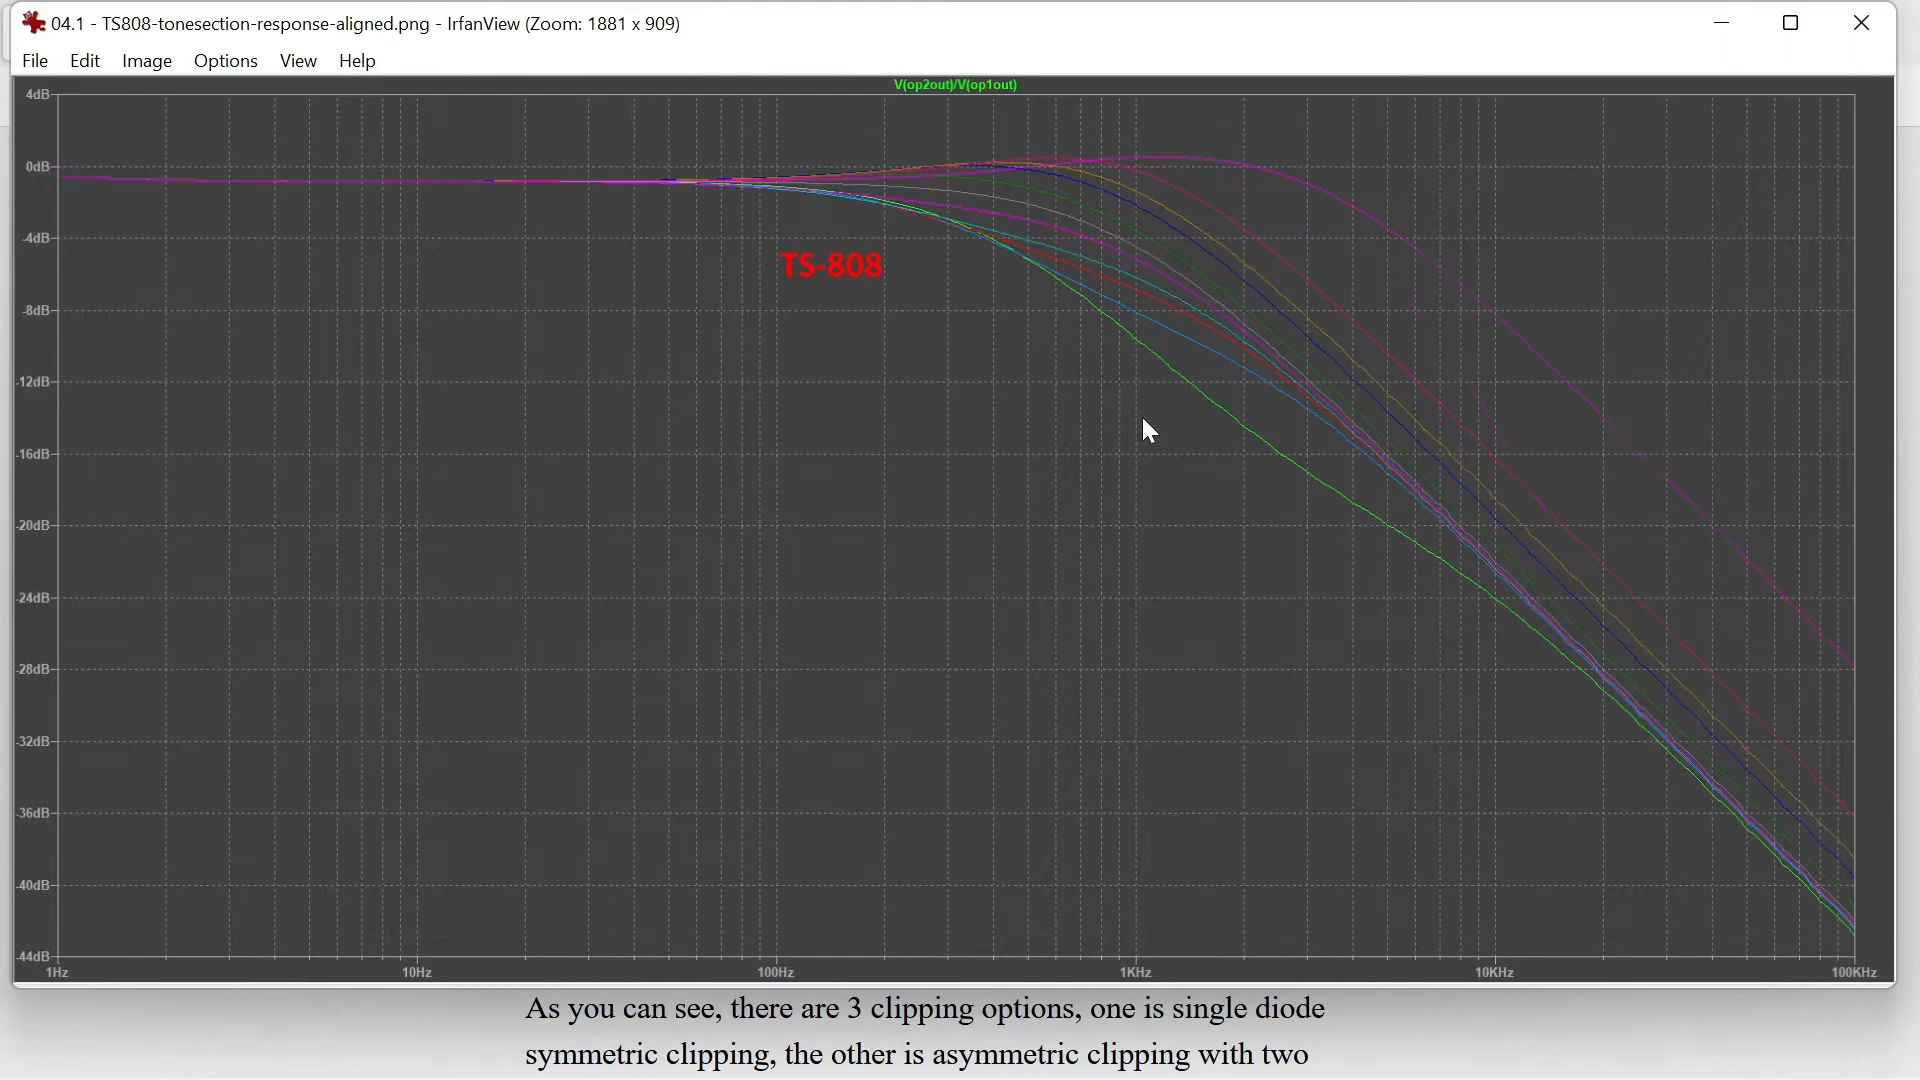 04.1 - TS808-tonesection-response-aligned.png - IrfanView (Zoom: 1881 x 909)
File Edit Image Options View Help
V(op2out)/V(op1out)
4dB
0dB
-4dB
TS-808
-8dB
-12dB
-16dB
-20dB
-24dB
-28dB
-32dB
-36dB
-40dB
-44dB
1Hz 10Hz 100Hz 1KHz 10KHz 100KHz
As you can see, there are 3 clipping options, one is single diode
symmetric clipping, the other is asymmetric clipping with two